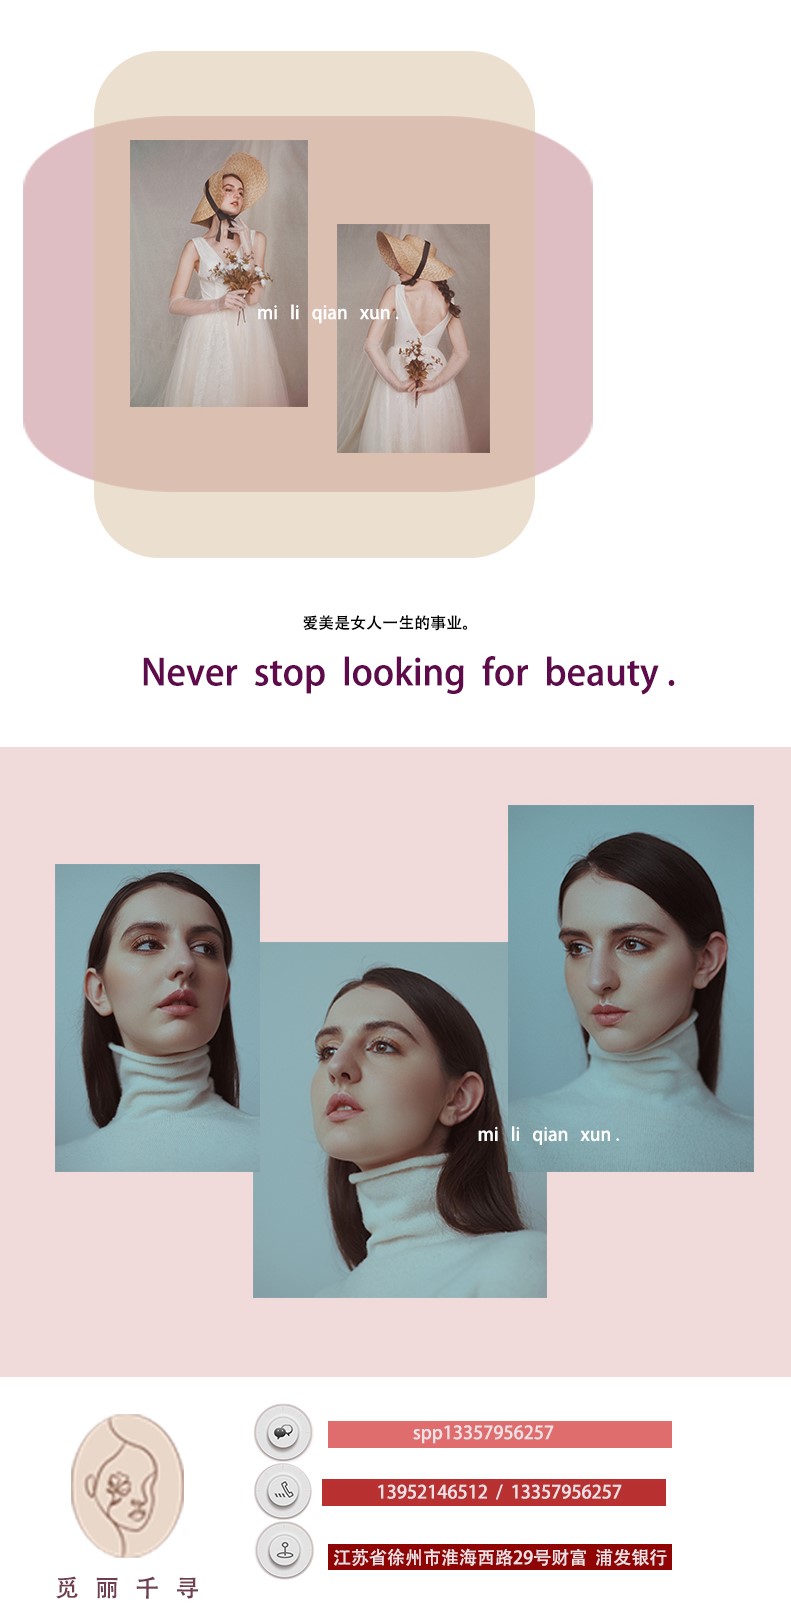 mi li qian xun.
爱美是女人一生的事业。
Never stop looking for beauty.
mi li qian xun.
spp13357956257
13952146512 / 13357956257
江苏省徐州市淮海西路29号财富 浦发银行
觅丽千寻